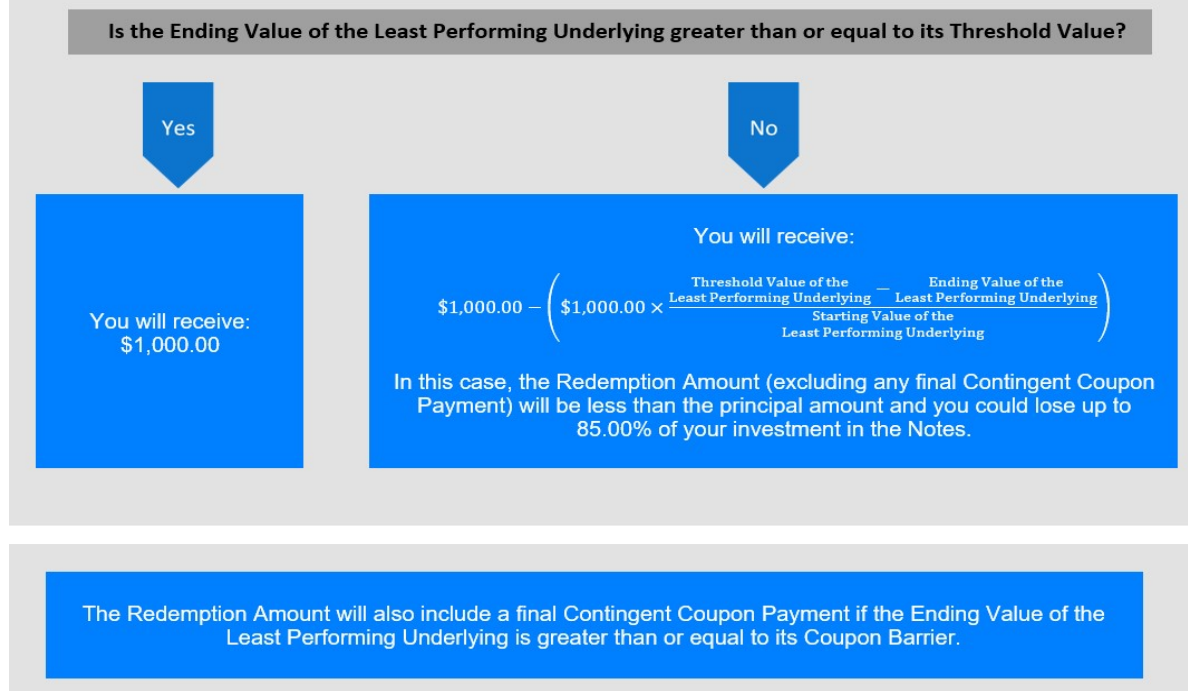 Is the Ending Value of the Least Performing Underlying greater than or equal to its Threshold Value?
Yes
No
You will receive:
$1,000.00
You will receive:
$1,000.00 − ($1,000.00 × (Threshold Value of the Least Performing Underlying − Ending Value of the Least Performing Underlying) / Starting Value of the Least Performing Underlying)
In this case, the Redemption Amount (excluding any final Contingent Coupon
Payment) will be less than the principal amount and you could lose up to
85.00% of your investment in the Notes.
The Redemption Amount will also include a final Contingent Coupon Payment if the Ending Value of the
Least Performing Underlying is greater than or equal to its Coupon Barrier.